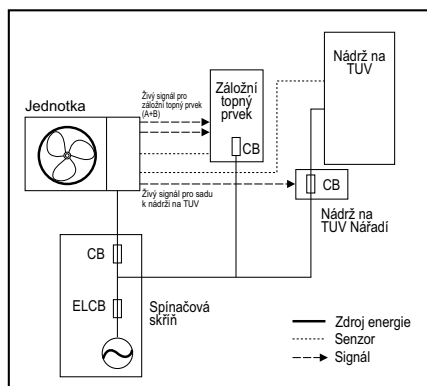 Jednotka
Živý signál pro
záložní topný prvek
(A+B)
Záložní
topný
prvek
CB
Nádrž na
TUV
CB
Nádrž na
TUV Nářadí
Živý signál pro sadu
k nádrži na TUV
CB
ELCB
Spínačová
skříň
Zdroj energie
Senzor
Signál